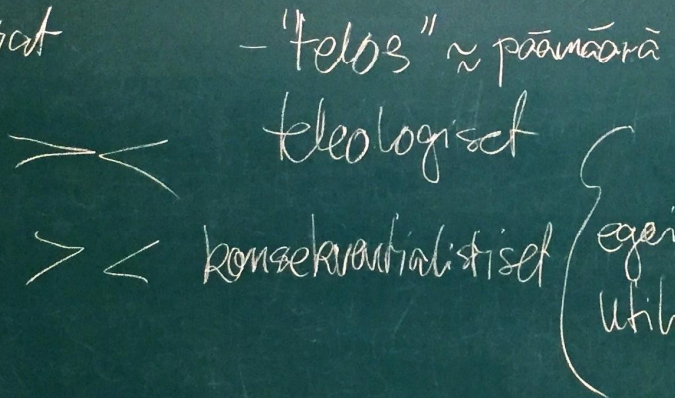 – "telos" ≈ päämäärä
teleologiset
>< 
> < konsekventialistiset {